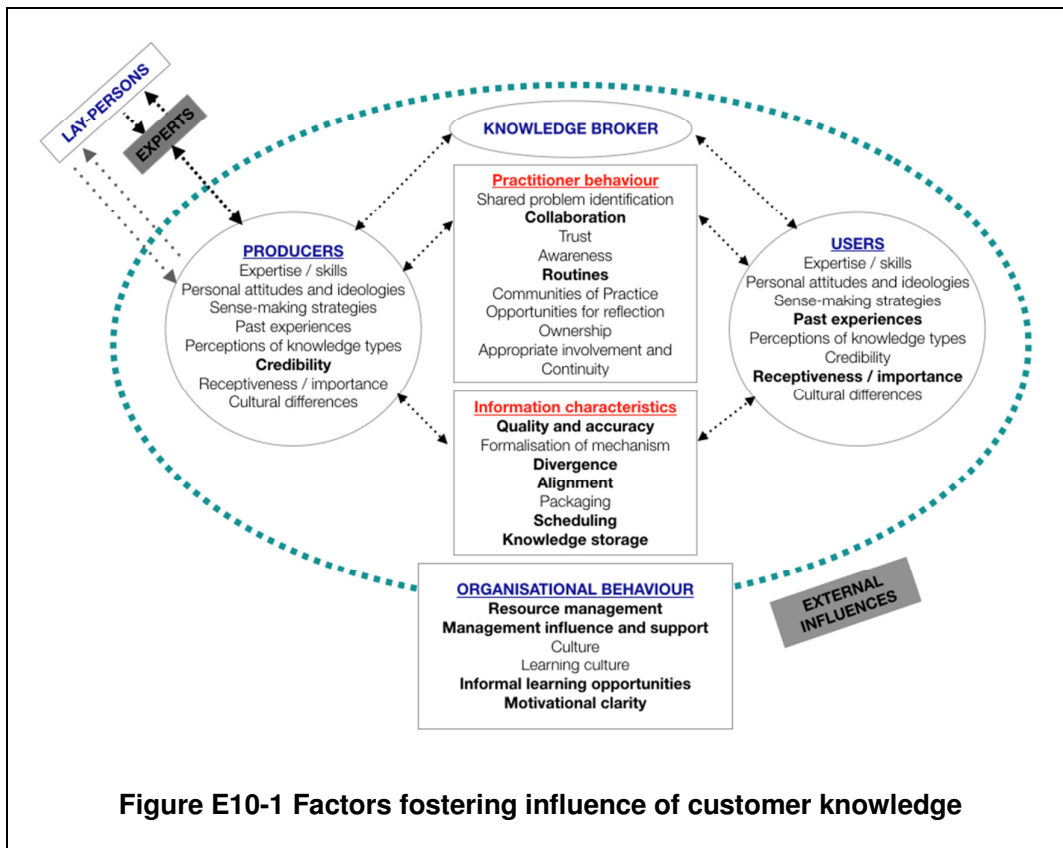 LAY-PERSONS
EXPERTS
KNOWLEDGE BROKER
PRODUCERS
Expertise / skills
Personal attitudes and ideologies
Sense-making strategies
Past experiences
Perceptions of knowledge types
Credibility
Receptiveness / importance
Cultural differences
Practitioner behaviour
Shared problem identification
Collaboration
Trust
Awareness
Routines
Communities of Practice
Opportunities for reflection
Ownership
Appropriate involvement and
Continuity
USERS
Expertise / skills
Personal attitudes and ideologies
Sense-making strategies
Past experiences
Perceptions of knowledge types
Credibility
Receptiveness / importance
Cultural differences
Information characteristics
Quality and accuracy
Formalisation of mechanism
Divergence
Alignment
Packaging
Scheduling
Knowledge storage
ORGANISATIONAL BEHAVIOUR
Resource management
Management influence and support
Culture
Learning culture
Informal learning opportunities
Motivational clarity
EXTERNAL
INFLUENCES
Figure E10-1 Factors fostering influence of customer knowledge